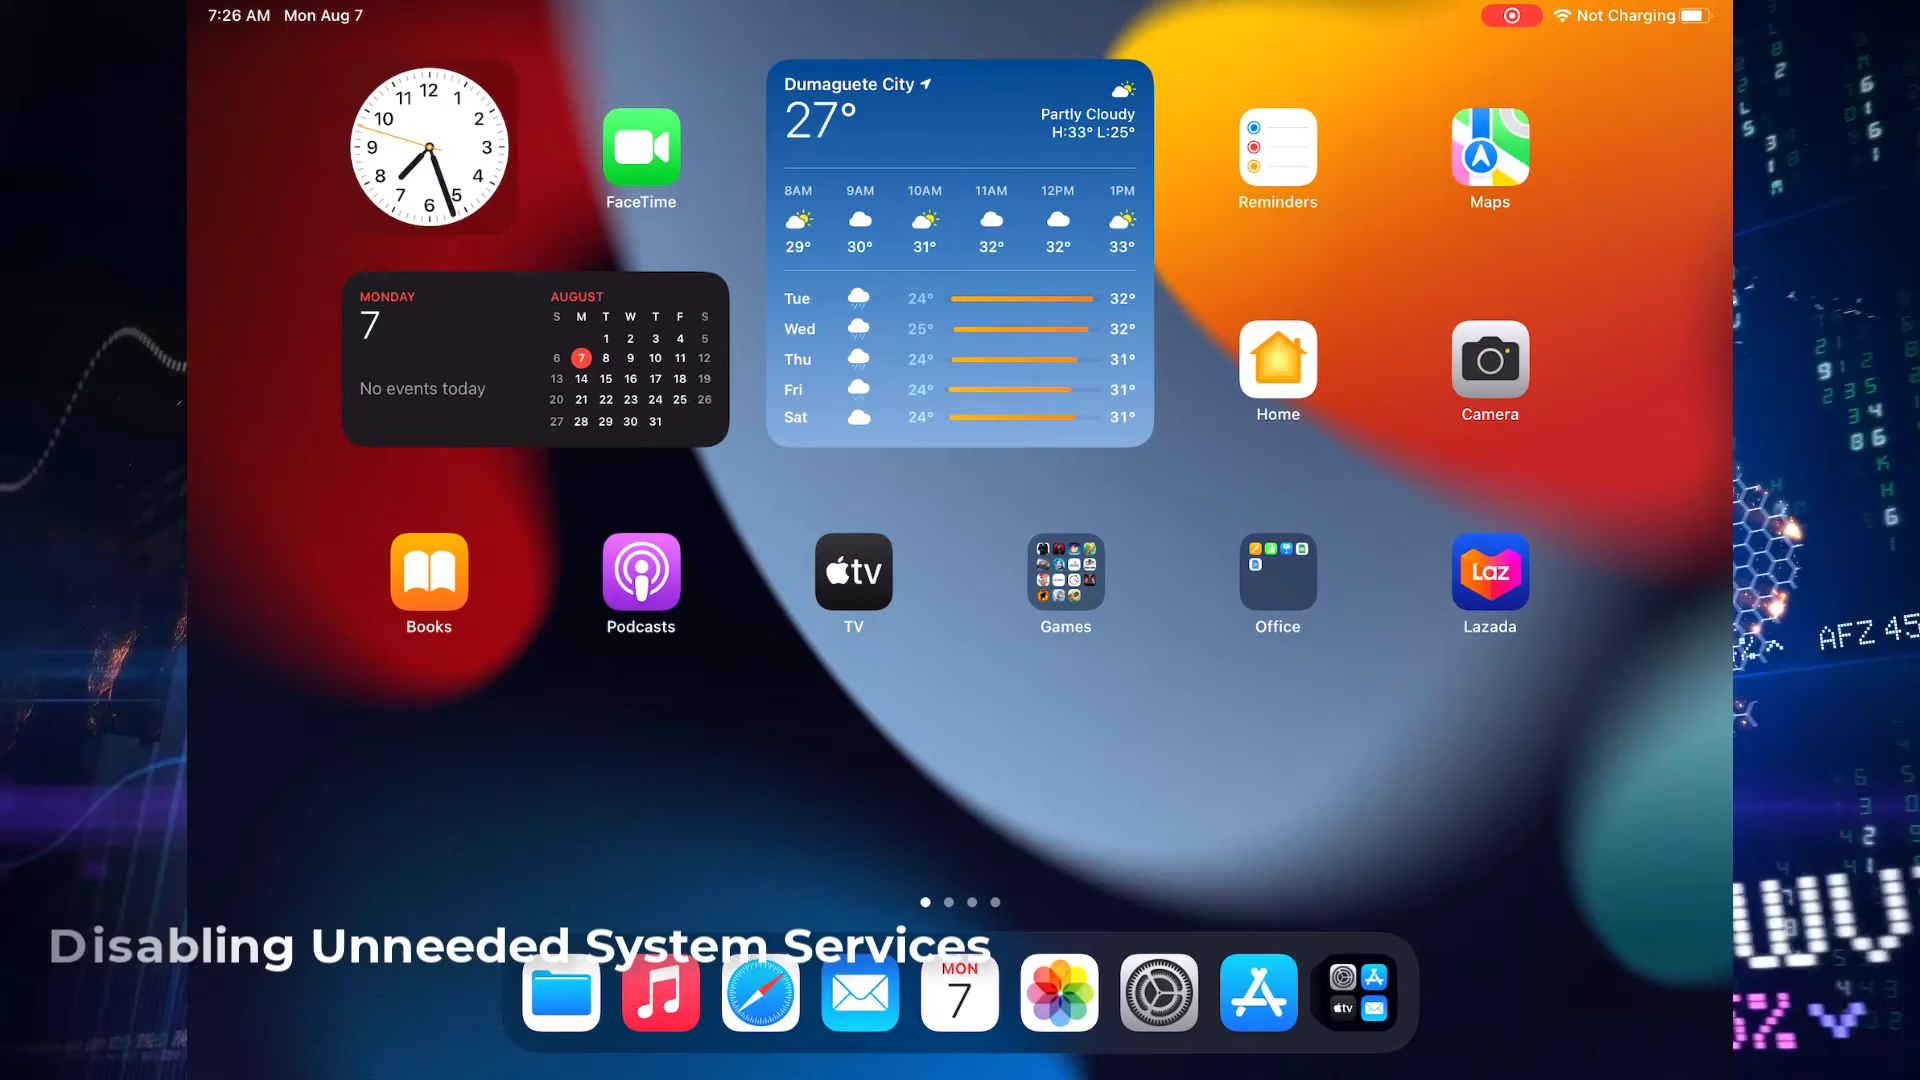 7:26 AM Mon Aug 7
Not Charging
12
11 1
10 2
9 3
8 4
7 5
6
FaceTime
Dumaguete City
27°
Partly Cloudy
H:33° L:25°
8AM 9AM 10AM 11AM 12PM 1PM
29° 30° 31° 32° 32° 33°
Tue 24° 32°
Wed 25° 32°
Thu 24° 31°
Fri 24° 31°
Sat 24° 31°
Reminders
Maps
MONDAY
7
No events today
AUGUST
S M T W T F S
1 2 3 4 5
6 7 8 9 10 11 12
13 14 15 16 17 18 19
20 21 22 23 24 25 26
27 28 29 30 31
Home
Camera
tv
Laz
Books
Podcasts
TV
Games
Office
Lazada
AFZ 45
Disabling Unneeded System Services
MON
7
tv